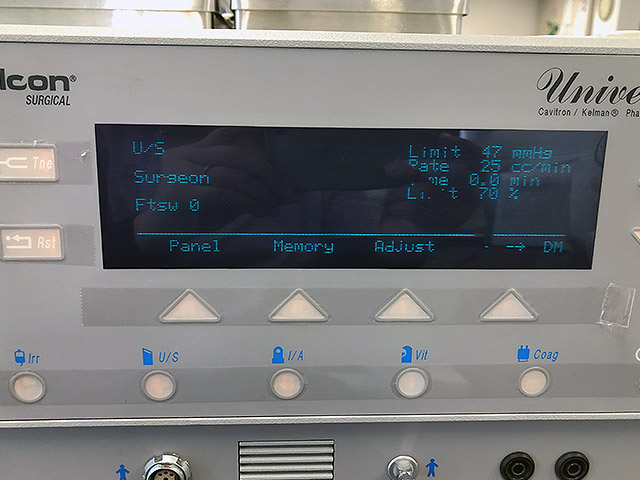 lcon®
SURGICAL
Unive
Cavitron / Kelman® Pha
U/S
Surgeon
Ftsw 0
Limit 47 mmHg
Rate 25 cc/min
0.0 min
70 %
Panel Memory Adjust --> DM
Tne
Rst
Irr
U/S
I/A
Vit
Coag